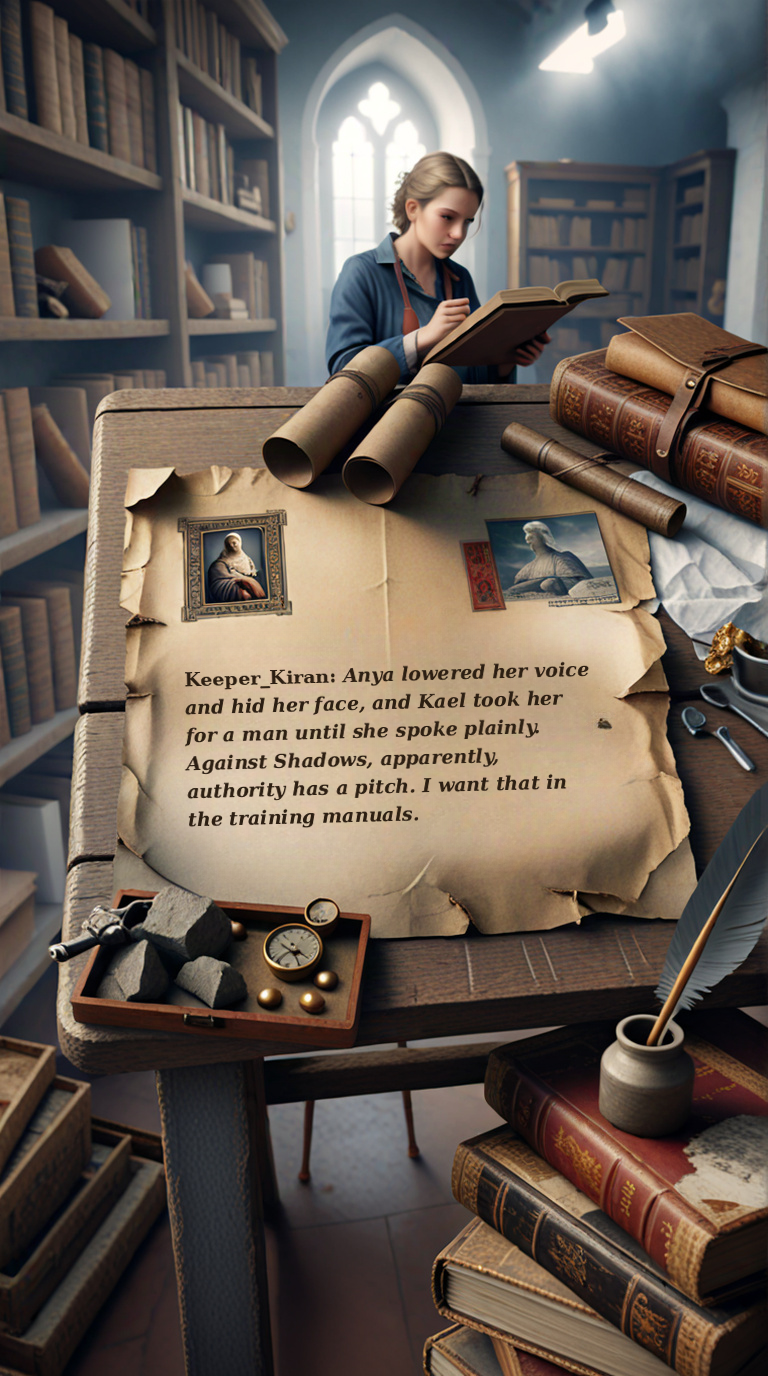 Keeper_Kiran: Anya lowered her voice
and hid her face, and Kael took her
for a man until she spoke plainly.
Against Shadows, apparently,
authority has a pitch. I want that in
the training manuals.